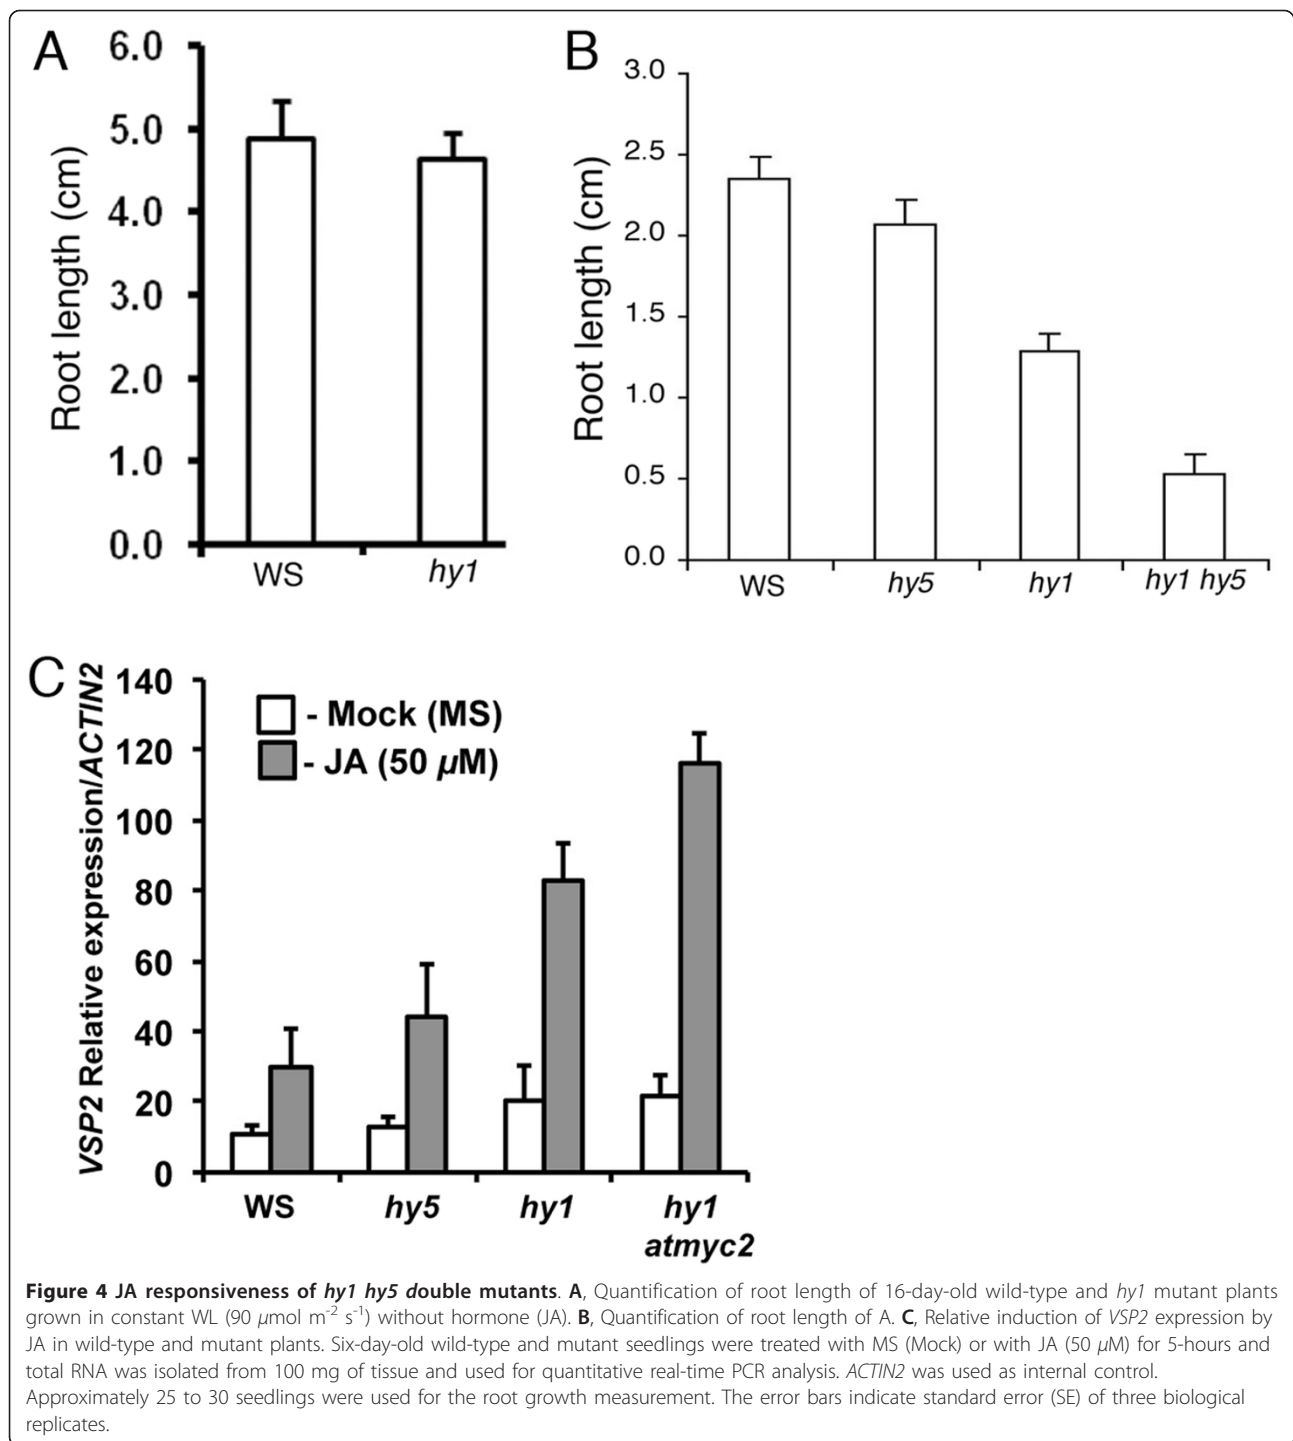 A
6.0
5.0
4.0
3.0
2.0
1.0
0.0
Root length (cm)
WS hy1
B
3.0
2.5
2.0
1.5
1.0
0.5
0.0
Root length (cm)
WS hy5 hy1 hy1 hy5
C
140
120
100
80
60
40
20
0
VSP2 Relative expression/ACTIN2
- Mock (MS)
- JA (50 µM)
WS hy5 hy1 hy1
atmyc2
Figure 4 JA responsiveness of hy1 hy5 double mutants. A, Quantification of root length of 16-day-old wild-type and hy1 mutant plants
grown in constant WL (90 μmol m⁻² s⁻¹) without hormone (JA). B, Quantification of root length of A. C, Relative induction of VSP2 expression by
JA in wild-type and mutant plants. Six-day-old wild-type and mutant seedlings were treated with MS (Mock) or with JA (50 μM) for 5-hours and
total RNA was isolated from 100 mg of tissue and used for quantitative real-time PCR analysis. ACTIN2 was used as internal control.
Approximately 25 to 30 seedlings were used for the root growth measurement. The error bars indicate standard error (SE) of three biological
replicates.